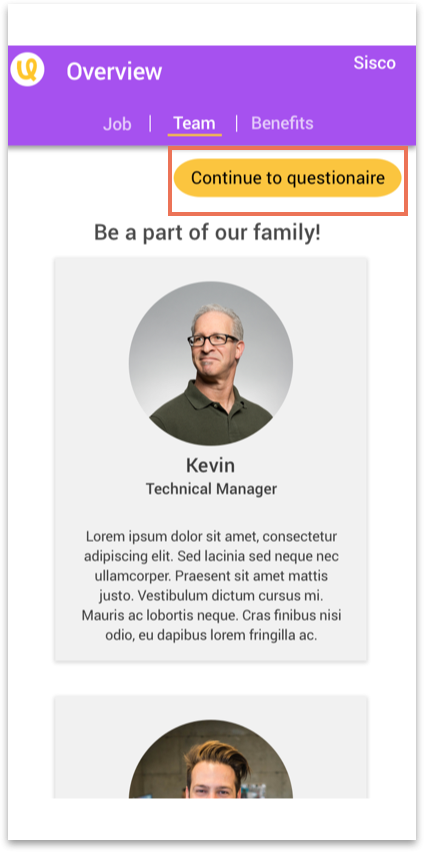 Overview
Sisco
Job | Team | Benefits
Continue to questionaire
Be a part of our family!
Kevin
Technical Manager
Lorem ipsum dolor sit amet, consectetur
adipiscing elit. Sed lacinia sed neque nec
ullamcorper. Praesent sit amet mattis
justo. Vestibulum dictum cursus mi.
Mauris ac lobortis neque. Cras finibus nisi
odio, eu dapibus lorem fringilla ac.